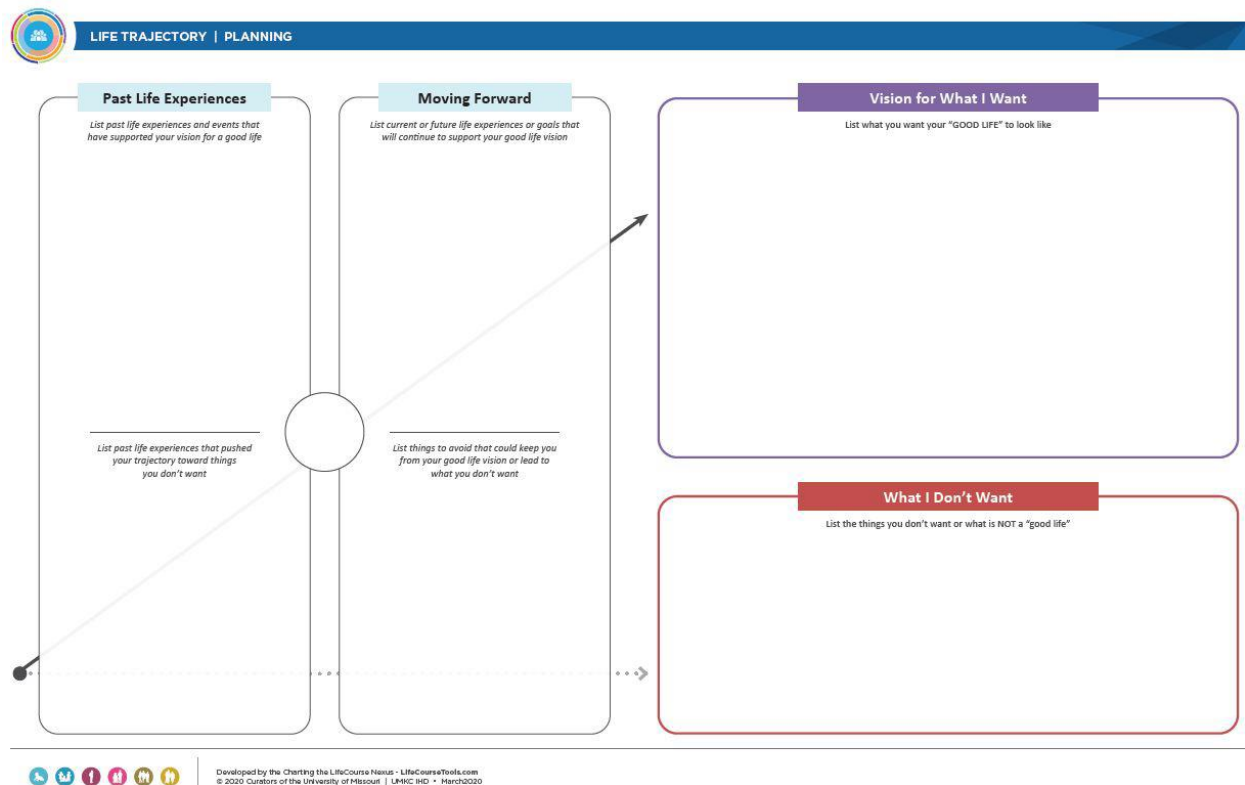 LIFE TRAJECTORY | PLANNING
Past Life Experiences
List past life experiences and events that
have supported your vision for a good life
List past life experiences that pushed
your trajectory toward things
you don't want
Moving Forward
List current or future life experiences or goals that
will continue to support your good life vision
List things to avoid that could keep you
from your good life vision or lead to
what you don't want
Vision for What I Want
List what you want your “GOOD LIFE” to look like
What I Don't Want
List the things you don't want or what is NOT a “good life”
Developed by the Charting the LifeCourse Nexus - LifeCourseTools.com
© 2020 Curators of the University of Missouri | UMKC IHD • March2020